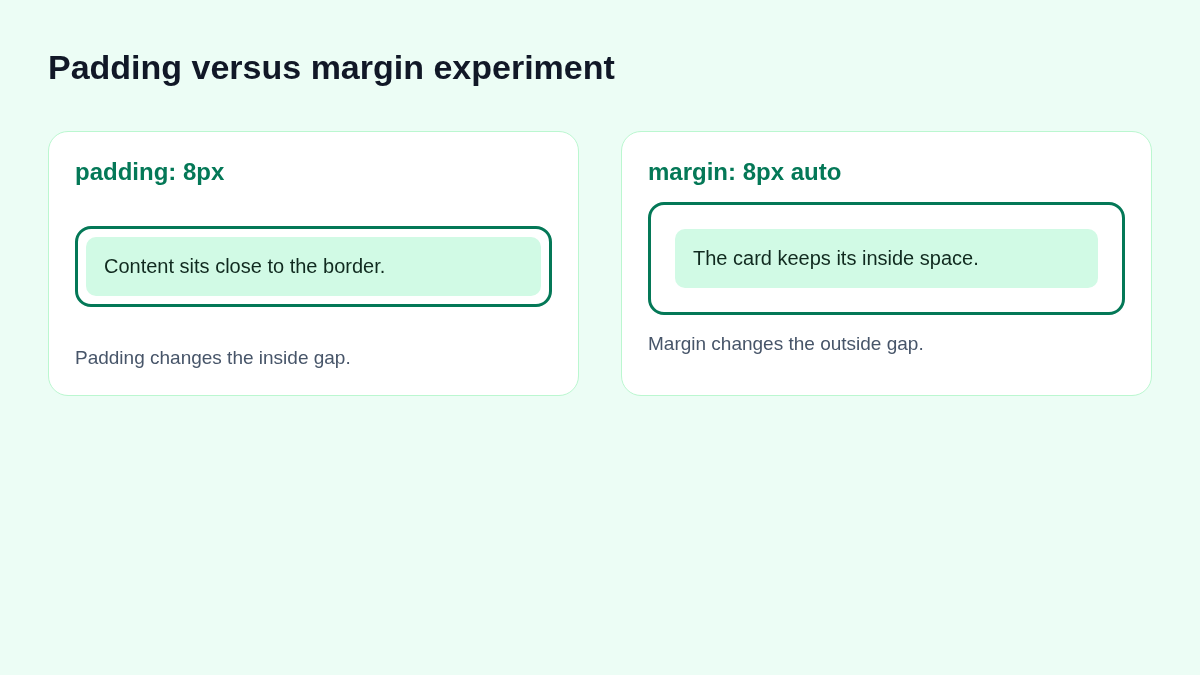 Padding versus margin experiment
padding: 8px
Content sits close to the border.
Padding changes the inside gap.
margin: 8px auto
The card keeps its inside space.
Margin changes the outside gap.